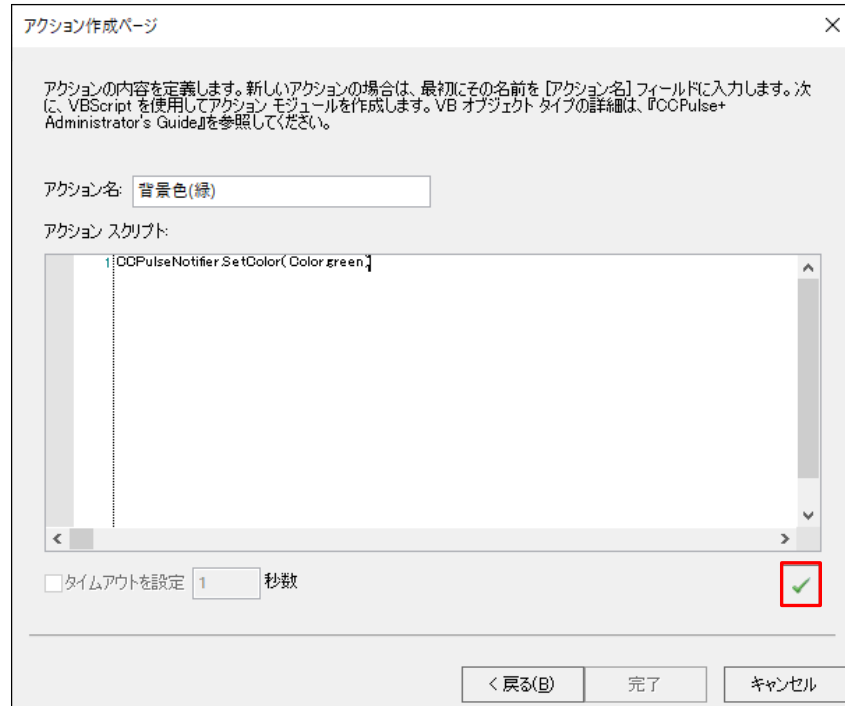 アクション作成ページ
アクションの内容を定義します。新しいアクションの場合は、最初にその名前を [アクション名] フィールドに入力します。次
に、VBScript を使用してアクション モジュールを作成します。VB オブジェクト タイプの詳細は、『CCPulse+
Administrator's Guide』を参照してください。
アクション名: 背景色(緑)
アクション スクリプト:
1 CCPulseNotifier.SetColor( Color.green)
タイムアウトを設定 1 秒数
< 戻る(B) 完了 キャンセル